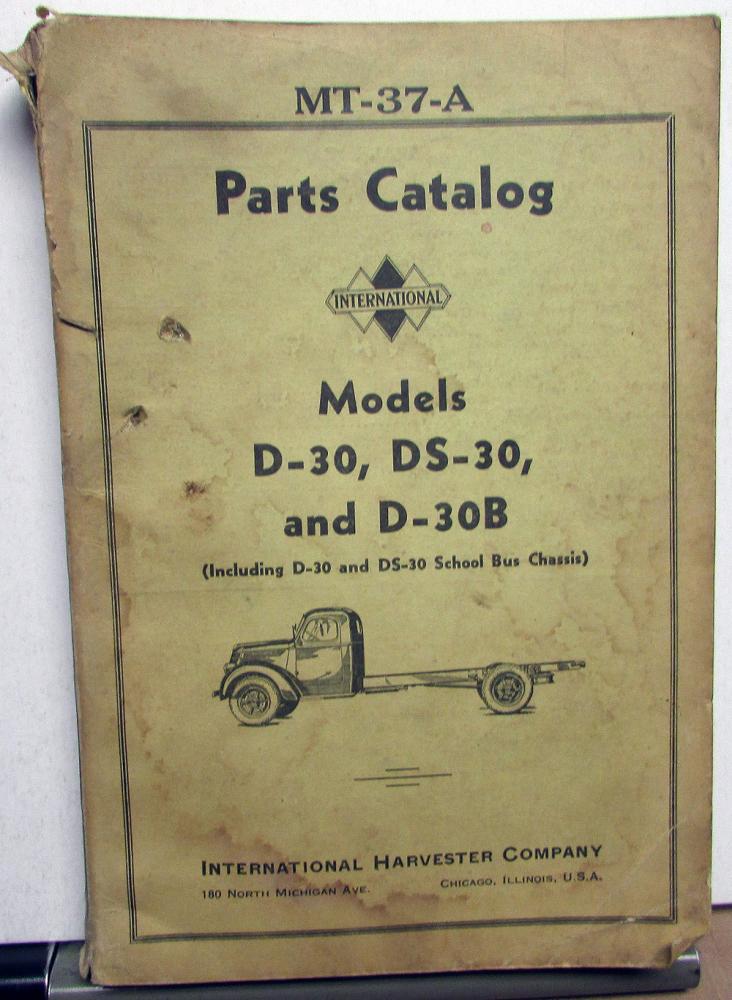 MT-37-A
Parts Catalog
INTERNATIONAL
Models
D-30, DS-30,
and D-30B
(Including D-30 and DS-30 School Bus Chassis)
INTERNATIONAL HARVESTER COMPANY
180 NORTH MICHIGAN AVE. CHICAGO, ILLINOIS, U.S.A.